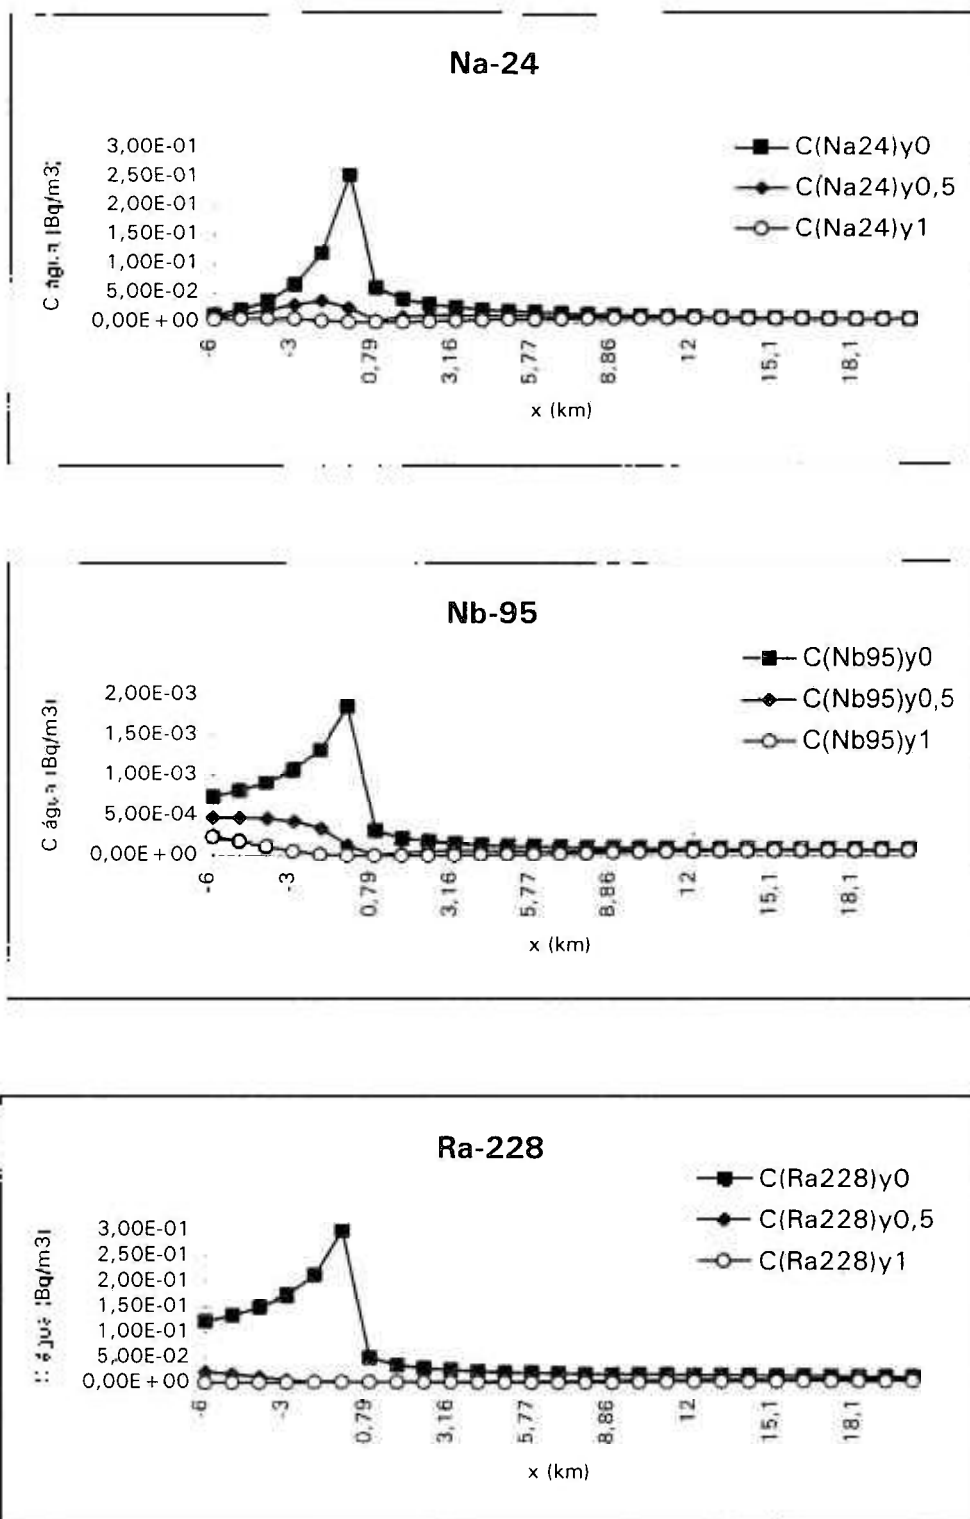 Na-24
C(Na24)y0
C(Na24)y0,5
C(Na24)y1
3,00E-01
2,50E-01
2,00E-01
1,50E-01
1,00E-01
5,00E-02
0,00E+00
-6
-3
0,79
3,16
5,77
8,86
12
15,1
18,1
x (km)
Nb-95
C(Nb95)y0
C(Nb95)y0,5
C(Nb95)y1
C água (Bq/m3)
2,00E-03
1,50E-03
1,00E-03
5,00E-04
0,00E+00
-6
-3
0,79
3,16
5,77
8,86
12
15,1
18,1
x (km)
Ra-228
C(Ra228)y0
C(Ra228)y0,5
C(Ra228)y1
3,00E-01
2,50E-01
2,00E-01
1,50E-01
1,00E-01
5,00E-02
0,00E+00
-6
-3
0,79
3,16
5,77
8,86
12
15,1
18,1
x (km)